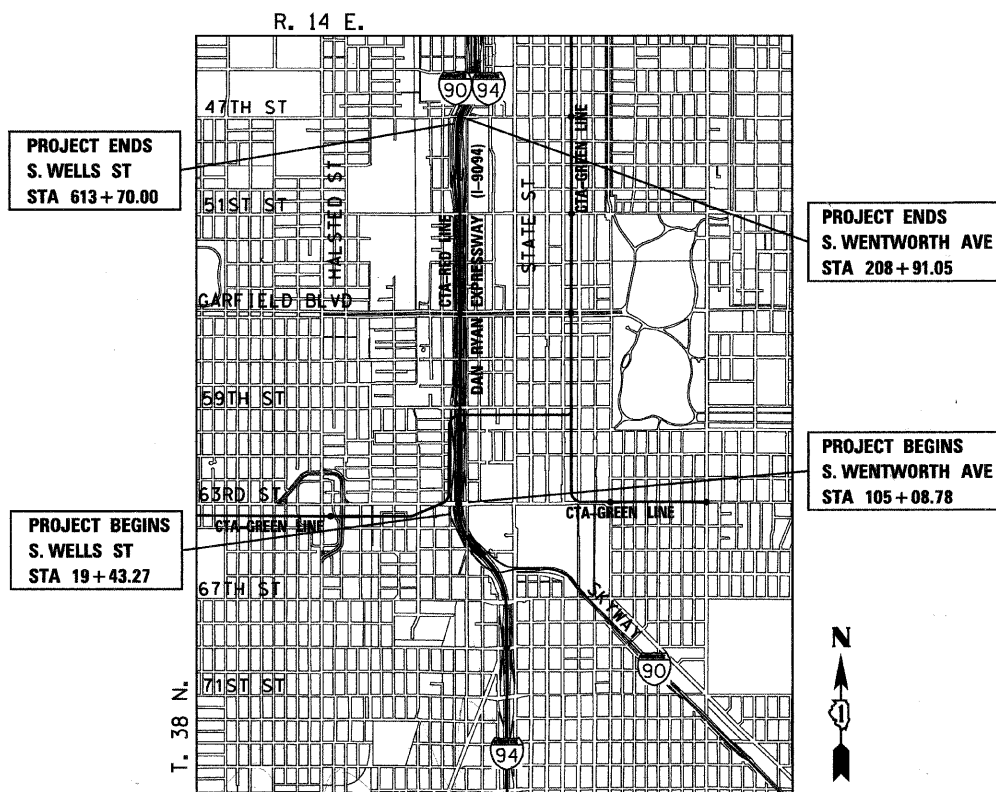 R. 14 E.
90 94
47TH ST
PROJECT ENDS
S. WELLS ST
STA 613+70.00
CTA-GREEN LINE
51ST ST
HALSTED ST
CTA-RED LINE
DAN RYAN EXPRESSWAY (I-90/94)
STATE ST
PROJECT ENDS
S. WENTWORTH AVE
STA 208+91.05
GARFIELD BLVD
59TH ST
PROJECT BEGINS
S. WENTWORTH AVE
STA 105+08.78
63RD ST
CTA-GREEN LINE
CTA-GREEN LINE
PROJECT BEGINS
S. WELLS ST
STA 19+43.27
67TH ST
SKYWAY
90
N
1
71ST ST
T. 38 N.
94